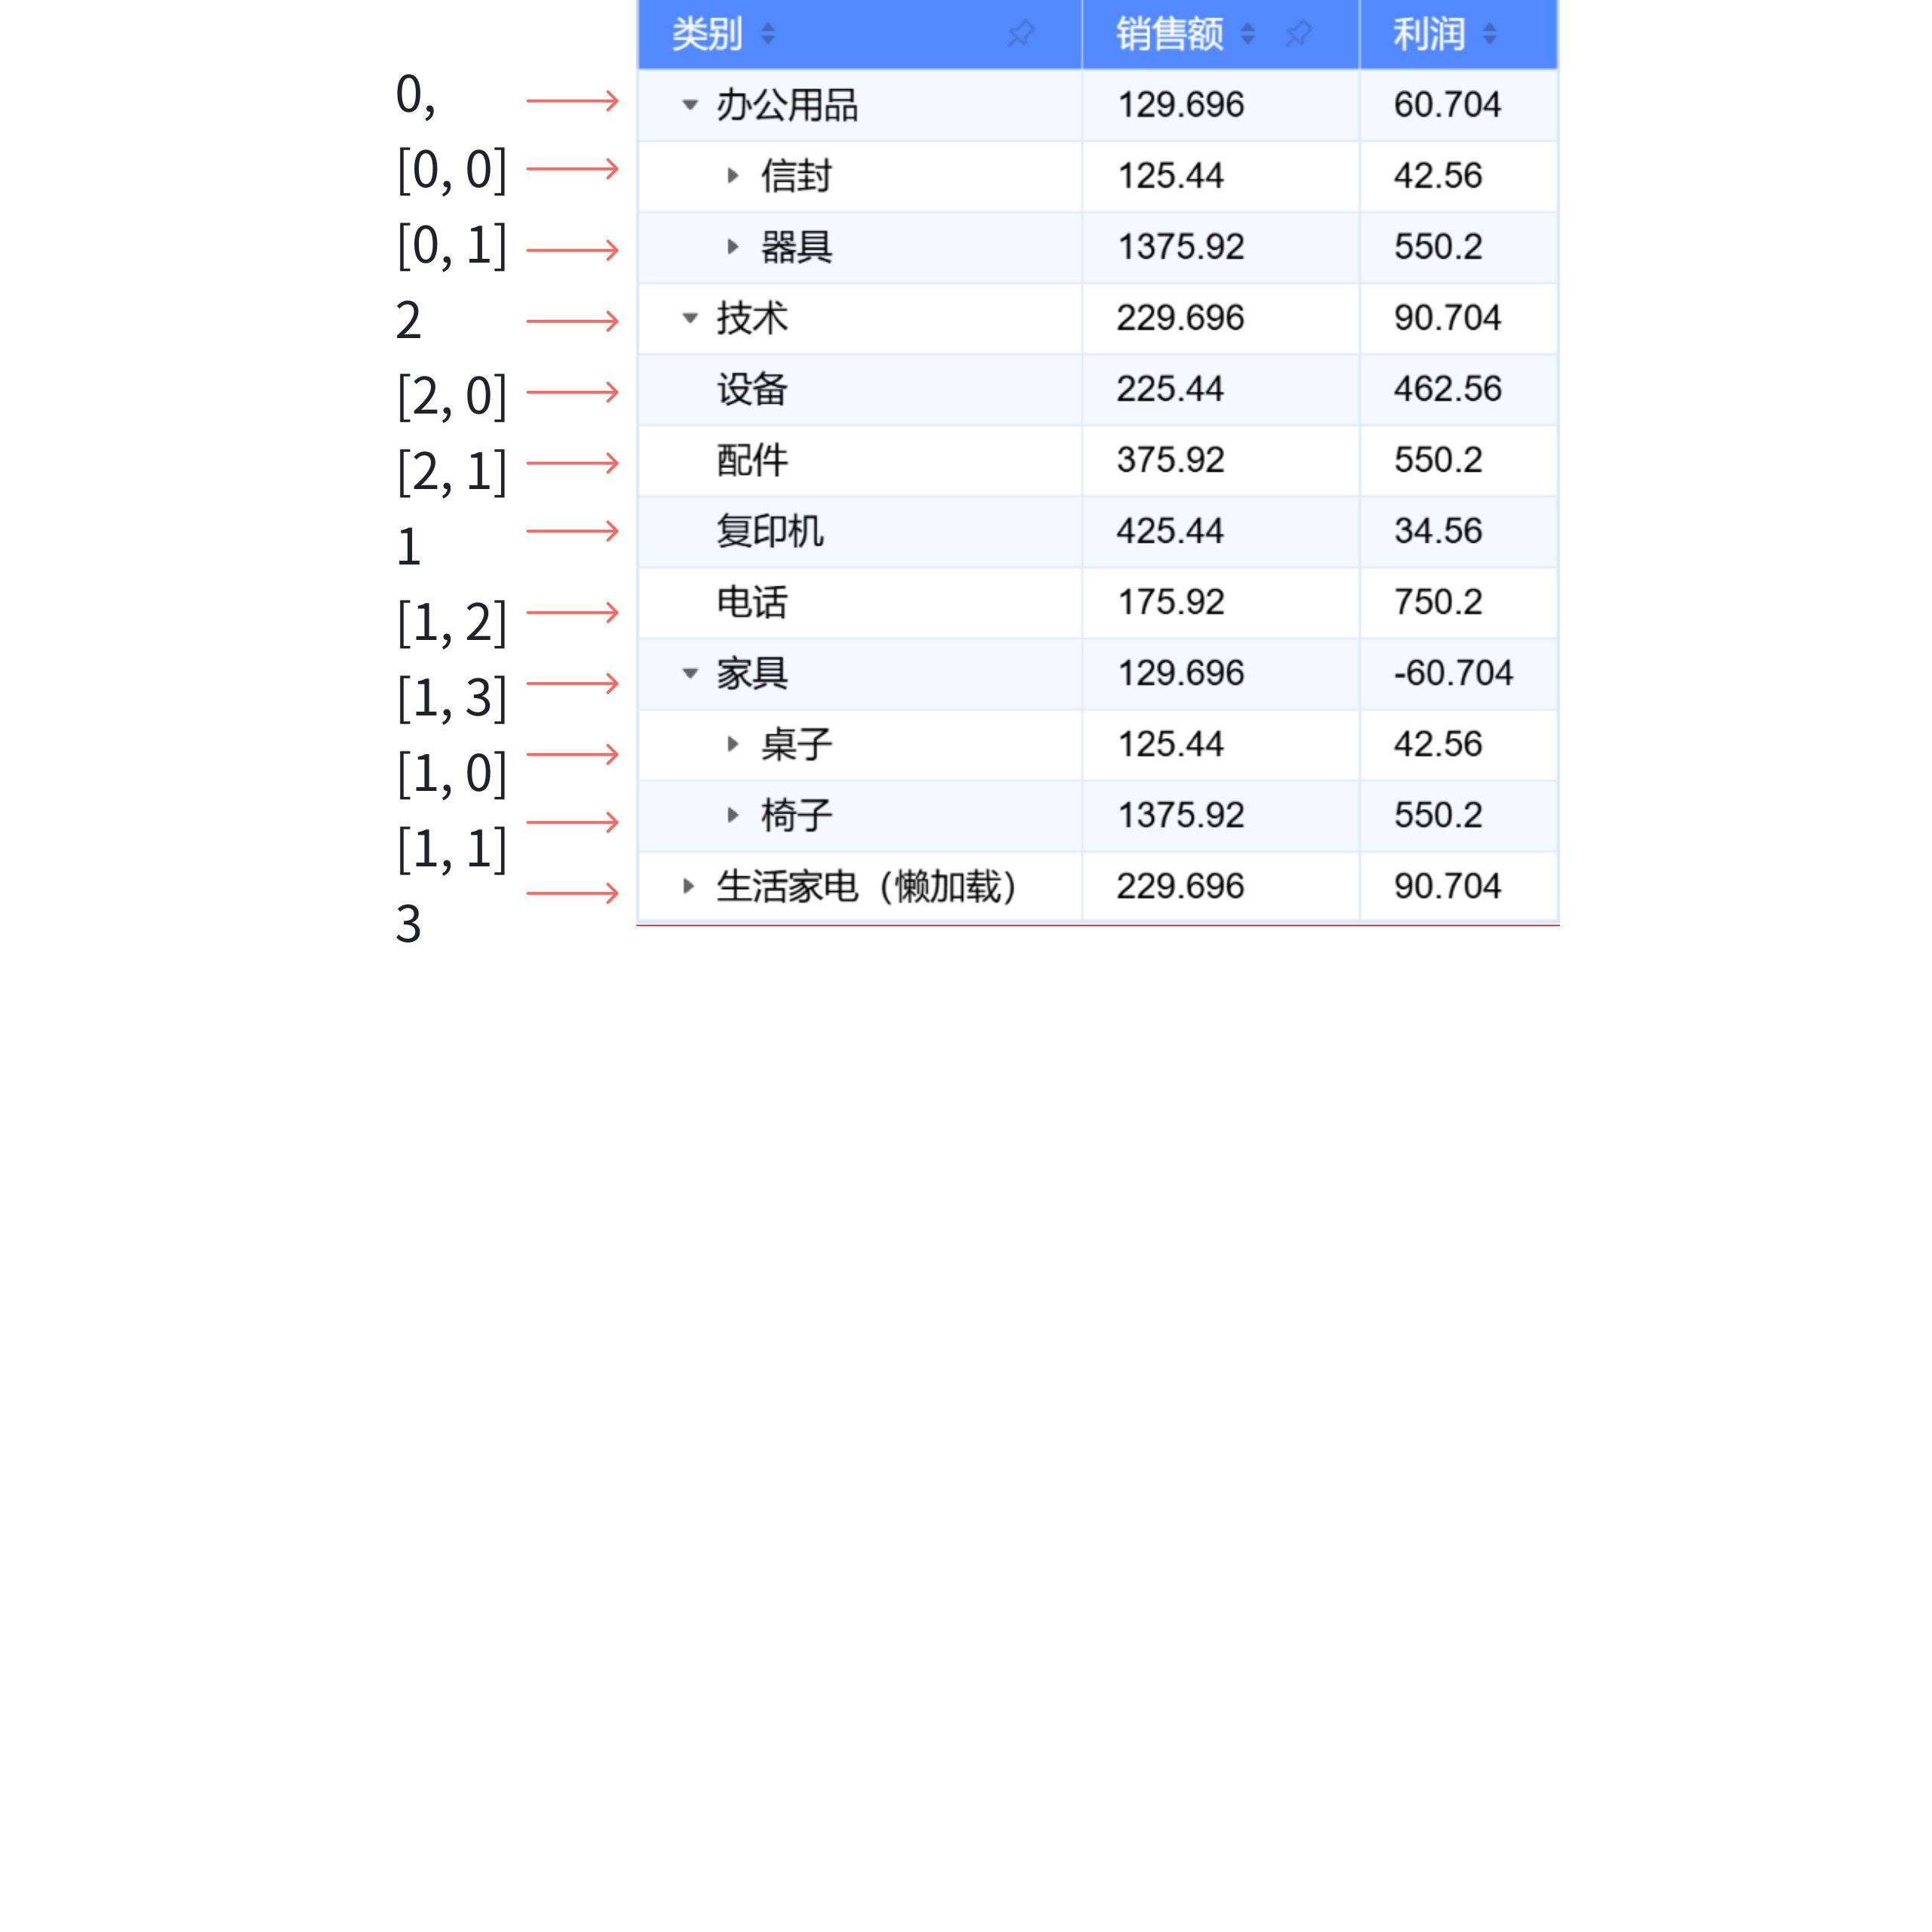 类别 销售额 利润
0, 办公用品 129.696 60.704
[0, 0] 信封 125.44 42.56
[0, 1] 器具 1375.92 550.2
2 技术 229.696 90.704
[2, 0] 设备 225.44 462.56
[2, 1] 配件 375.92 550.2
1 复印机 425.44 34.56
[1, 2] 电话 175.92 750.2
[1, 3] 家具 129.696 -60.704
[1, 0] 桌子 125.44 42.56
[1, 1] 椅子 1375.92 550.2
3 生活家电（懒加载） 229.696 90.704